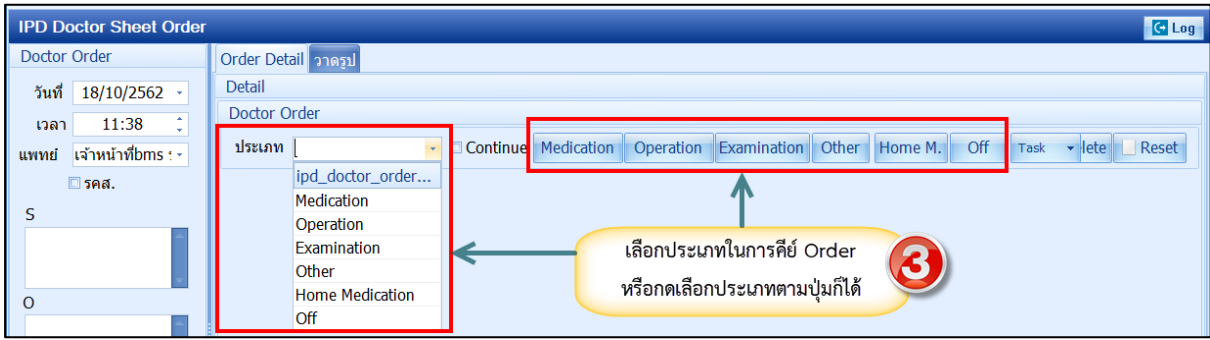 IPD Doctor Sheet Order
Log
Doctor Order
Order Detail วาดรูป
วันที่ 18/10/2562
Detail
เวลา 11:38
Doctor Order
แพทย์ เจ้าหน้าที่bms
ประเภท
Continue Medication Operation Examination Other Home M. Off Task lete Reset
รคส.
ipd_doctor_order...
Medication
Operation
Examination
Other
Home Medication
Off
S
O
เลือกประเภทในการคีย์ Order
หรือกดเลือกประเภทตามปุ่มก็ได้
3